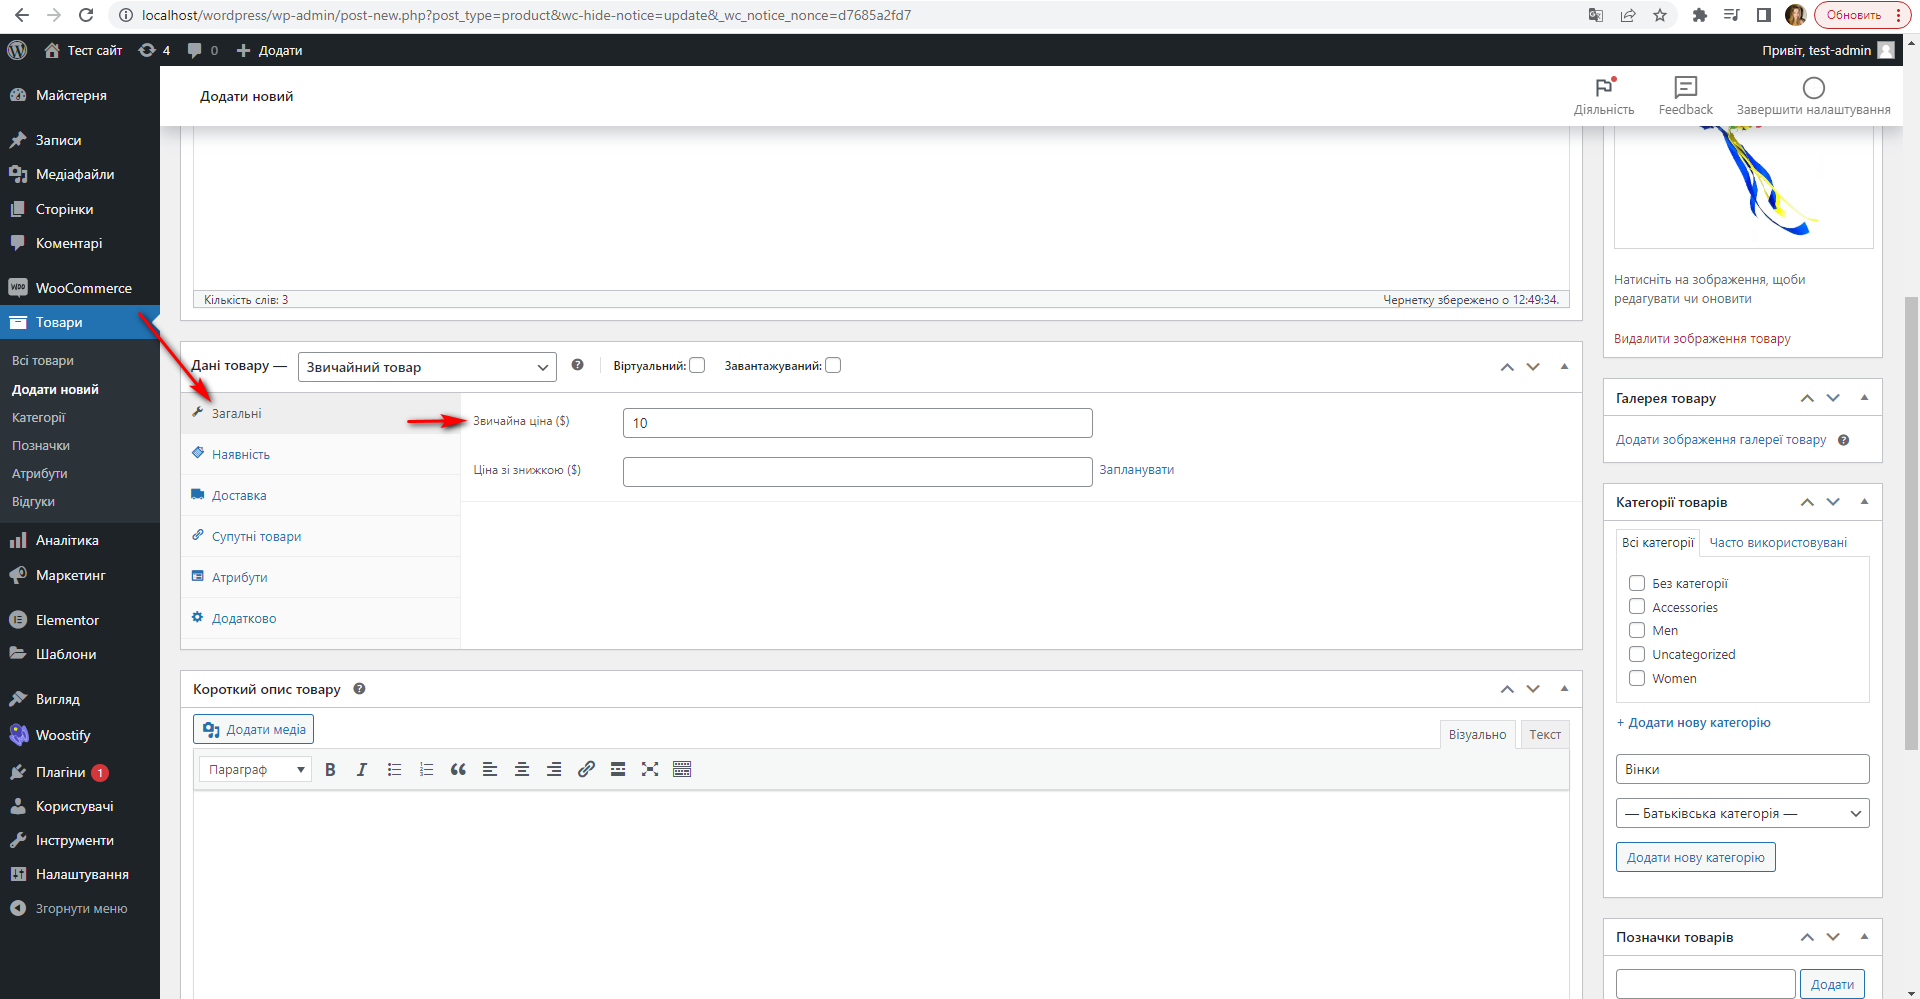 localhost/wordpress/wp-admin/post-new.php?post_type=product&wc-hide-notice=update&_wc_notice_nonce=d7685a2fd7
Обновить
Тест сайт
4
0
Додати
Привіт, test-admin
Майстерня
Записи
Медіафайли
Сторінки
Коментарі
WooCommerce
Товари
Всі товари
Додати новий
Категорії
Позначки
Атрибути
Відгуки
Аналітика
Маркетинг
Elementor
Шаблони
Вигляд
Woostify
Плагіни 1
Користувачі
Інструменти
Налаштування
Згорнути меню
Додати новий
Діяльність
Feedback
Завершити налаштування
Кількість слів: 3
Чернетку збережено о 12:49:34.
Дані товару —
Звичайний товар
Віртуальний:
Завантажуваний:
Загальні
Наявність
Доставка
Супутні товари
Атрибути
Додатково
Звичайна ціна ($)
10
Ціна зі знижкою ($)
Запланувати
Короткий опис товару
Додати медіа
Візуально
Текст
Параграф
B
I
Натисніть на зображення, щоби
редагувати чи оновити
Видалити зображення товару
Галерея товару
Додати зображення галереї товару
Категорії товарів
Всі категорії
Часто використовувані
Без категорії
Accessories
Men
Uncategorized
Women
+ Додати нову категорію
Вінки
— Батьківська категорія —
Додати нову категорію
Позначки товарів
Додати